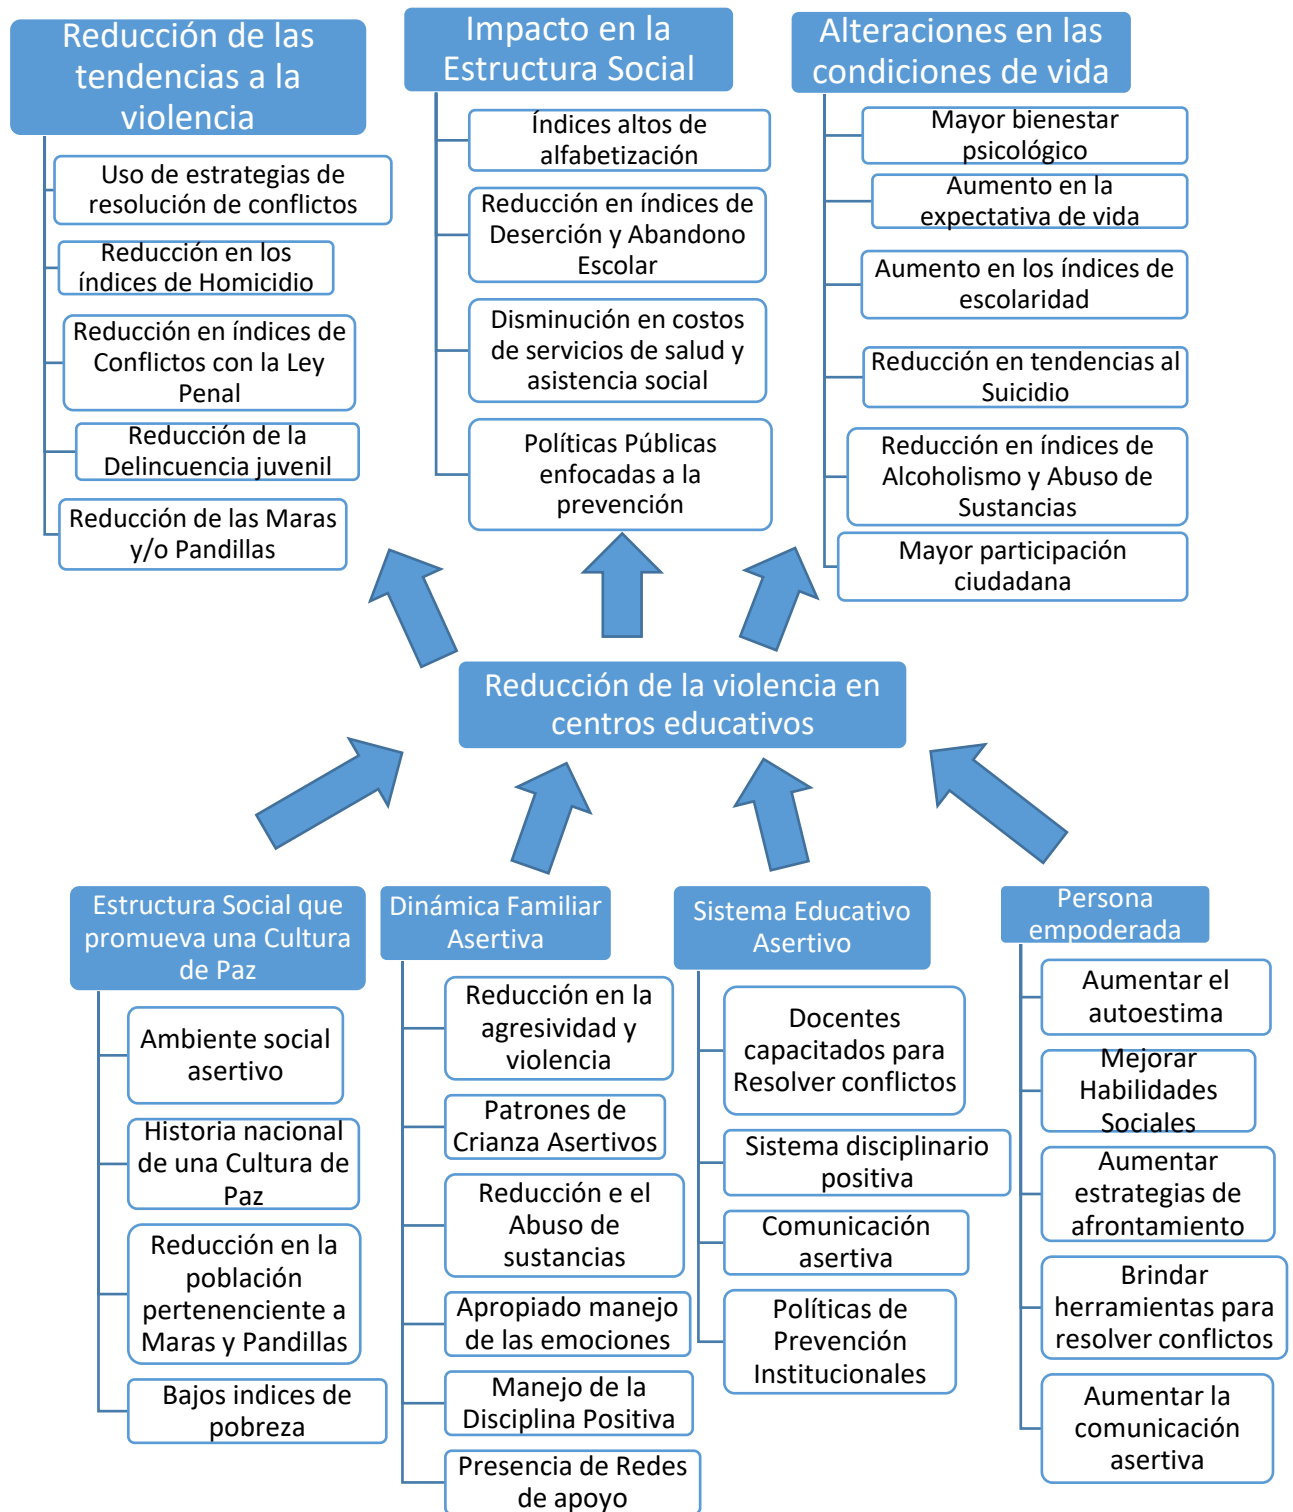 Reducción de las
tendencias a la
violencia
Uso de estrategias de
resolución de conflictos
Reducción en los
índices de Homicidio
Reducción en índices de
Conflictos con la Ley
Penal
Reducción de la
Delincuencia juvenil
Reducción de las Maras
y/o Pandillas
Impacto en la
Estructura Social
Índices altos de
alfabetización
Reducción en índices de
Deserción y Abandono
Escolar
Disminución en costos
de servicios de salud y
asistencia social
Políticas Públicas
enfocadas a la
prevención
Alteraciones en las
condiciones de vida
Mayor bienestar
psicológico
Aumento en la
expectativa de vida
Aumento en los índices de
escolaridad
Reducción en tendencias al
Suicidio
Reducción en índices de
Alcoholismo y Abuso de
Sustancias
Mayor participación
ciudadana
Reducción de la violencia en
centros educativos
Estructura Social que
promueva una Cultura
de Paz
Ambiente social
asertivo
Historia nacional
de una Cultura de
Paz
Reducción en la
población
pertenenciente a
Maras y Pandillas
Bajos indices de
pobreza
Dinámica Familiar
Asertiva
Reducción en la
agresividad y
violencia
Patrones de
Crianza Asertivos
Reducción e el
Abuso de
sustancias
Apropiado manejo
de las emociones
Manejo de la
Disciplina Positiva
Presencia de Redes
de apoyo
Sistema Educativo
Asertivo
Docentes
capacitados para
Resolver conflictos
Sistema disciplinario
positiva
Comunicación
asertiva
Políticas de
Prevención
Institucionales
Persona
empoderada
Aumentar el
autoestima
Mejorar
Habilidades
Sociales
Aumentar
estrategias de
afrontamiento
Brindar
herramientas para
resolver conflictos
Aumentar la
comunicación
asertiva